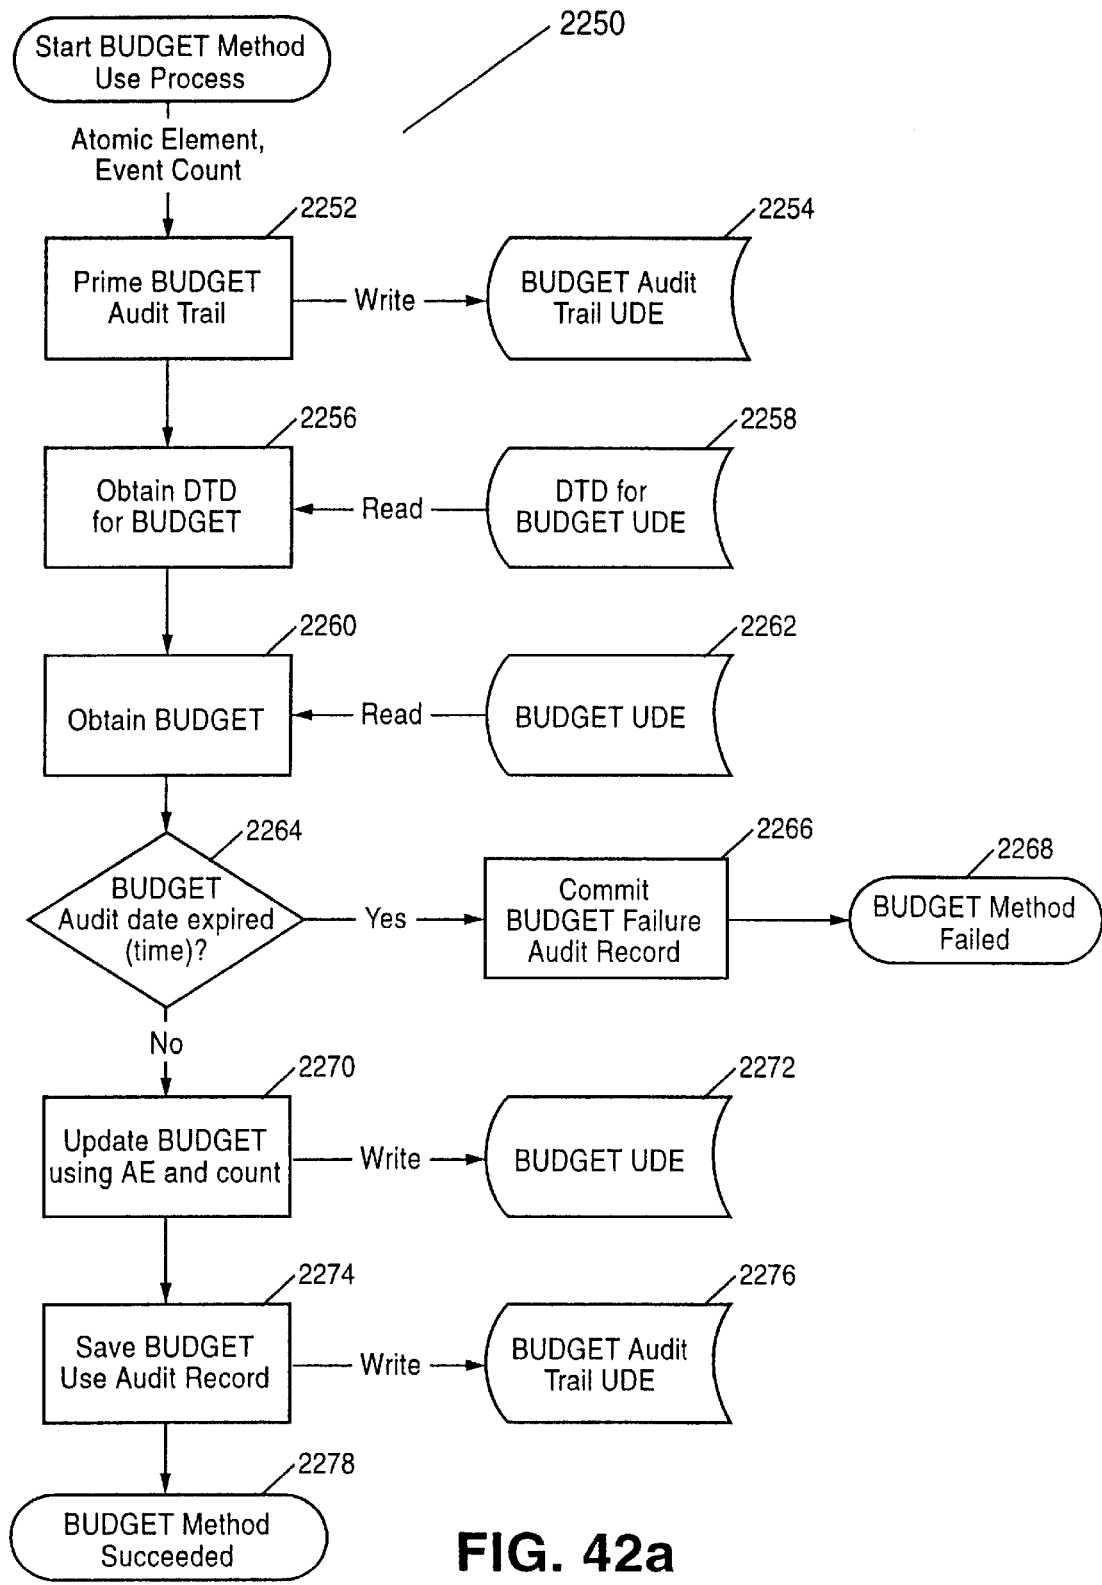 2250
Start BUDGET Method
Use Process
Atomic Element,
Event Count
2252
2254
Prime BUDGET
Audit Trail
Write
BUDGET Audit
Trail UDE
2256
2258
Obtain DTD
for BUDGET
Read
DTD for
BUDGET UDE
2260
2262
Obtain BUDGET
Read
BUDGET UDE
2264
2266
2268
BUDGET
Audit date expired
(time)?
Yes
Commit
BUDGET Failure
Audit Record
BUDGET Method
Failed
No
2270
2272
Update BUDGET
using AE and count
Write
BUDGET UDE
2274
2276
Save BUDGET
Use Audit Record
Write
BUDGET Audit
Trail UDE
2278
BUDGET Method
Succeeded
FIG. 42a